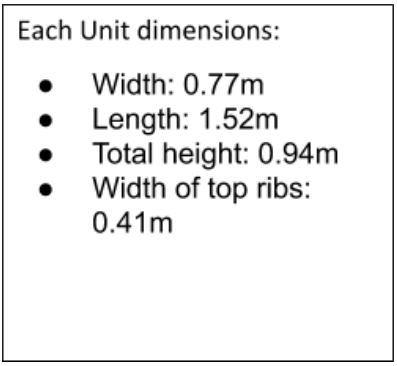 Each Unit dimensions:
● Width: 0.77m
● Length: 1.52m
● Total height: 0.94m
● Width of top ribs:
0.41m